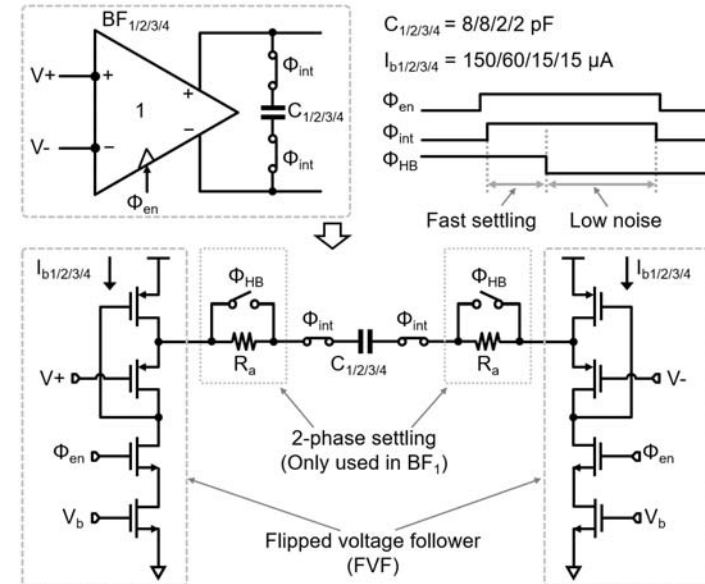 BF1/2/3/4
V+
V-
+
−
1
+
−
Φen
Φint
C1/2/3/4
Φint
C1/2/3/4 = 8/8/2/2 pF
Ib1/2/3/4 = 150/60/15/15 µA
Φen
Φint
ΦHB
Fast settling
Low noise
Ib1/2/3/4
ΦHB
ΦHB
Ib1/2/3/4
Φint
Φint
Ra
C1/2/3/4
Ra
V+
V-
2-phase settling
(Only used in BF1)
Φen
Φen
Vb
Vb
Flipped voltage follower
(FVF)